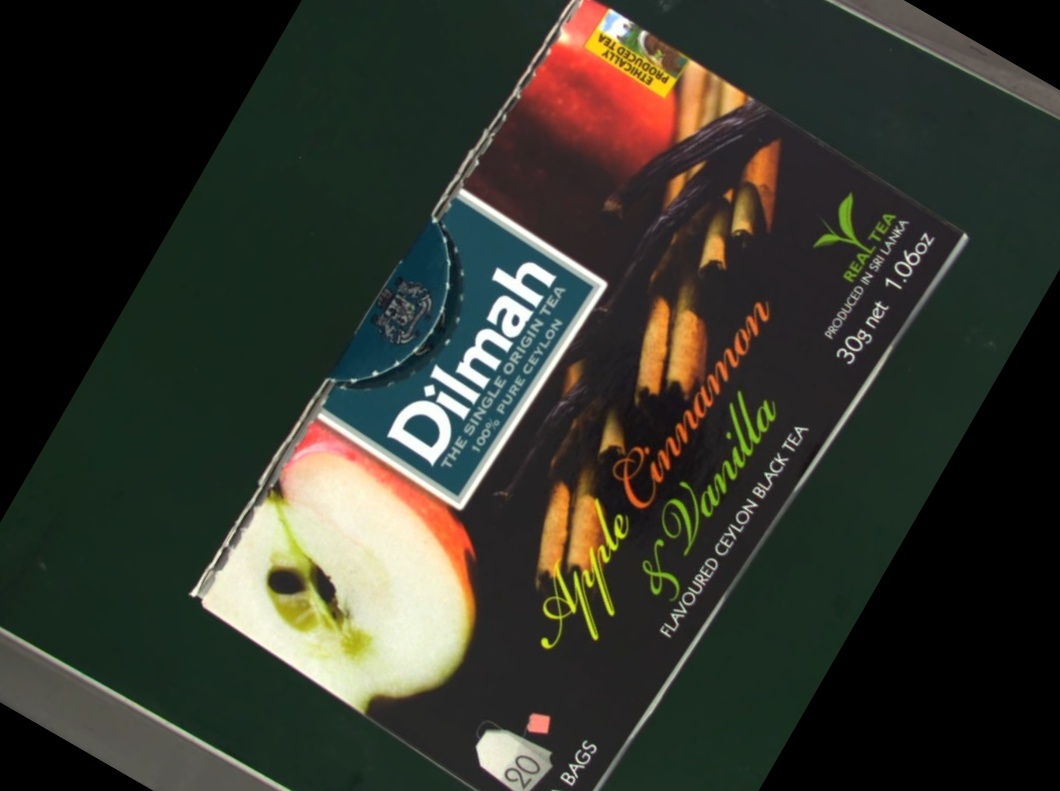 ETHICALLY
PRODUCED TEA
Dilmah
THE SINGLE ORIGIN TEA
100% PURE CEYLON
Apple Cinnamon
& Vanilla
FLAVOURED CEYLON BLACK TEA
REAL TEA
PRODUCED IN SRI LANKA
30g net 1.06oz
20
BAGS